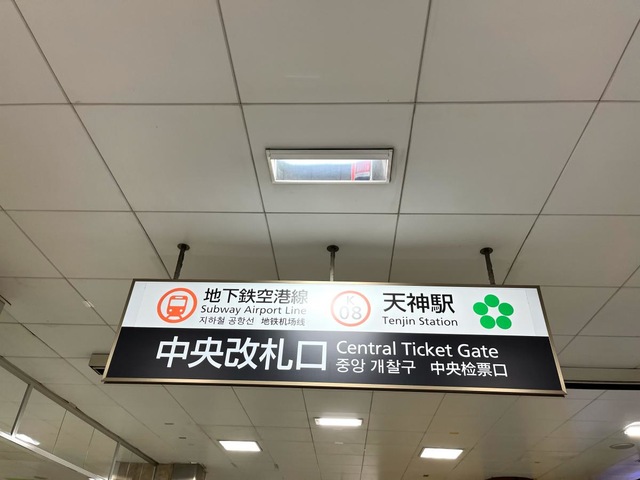 地下鉄空港線
Subway Airport Line
지하철 공항선 地铁机场线
K
08
天神駅
Tenjin Station
中央改札口
Central Ticket Gate
중앙 개찰구 中央检票口